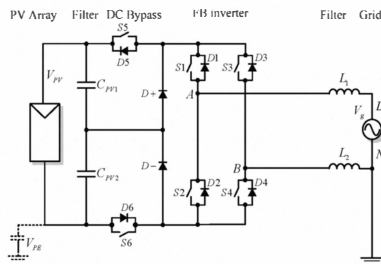 PV Array Filter DC Bypass FB inverter Filter Grid
S5
D5
V_PV
C_PV1
D+
S1 D1 S3 D3
A
L_1
V_g L
D−
C_PV2
B
L_2
N
S2 D2 S4 D4
D6
S6
V_PE